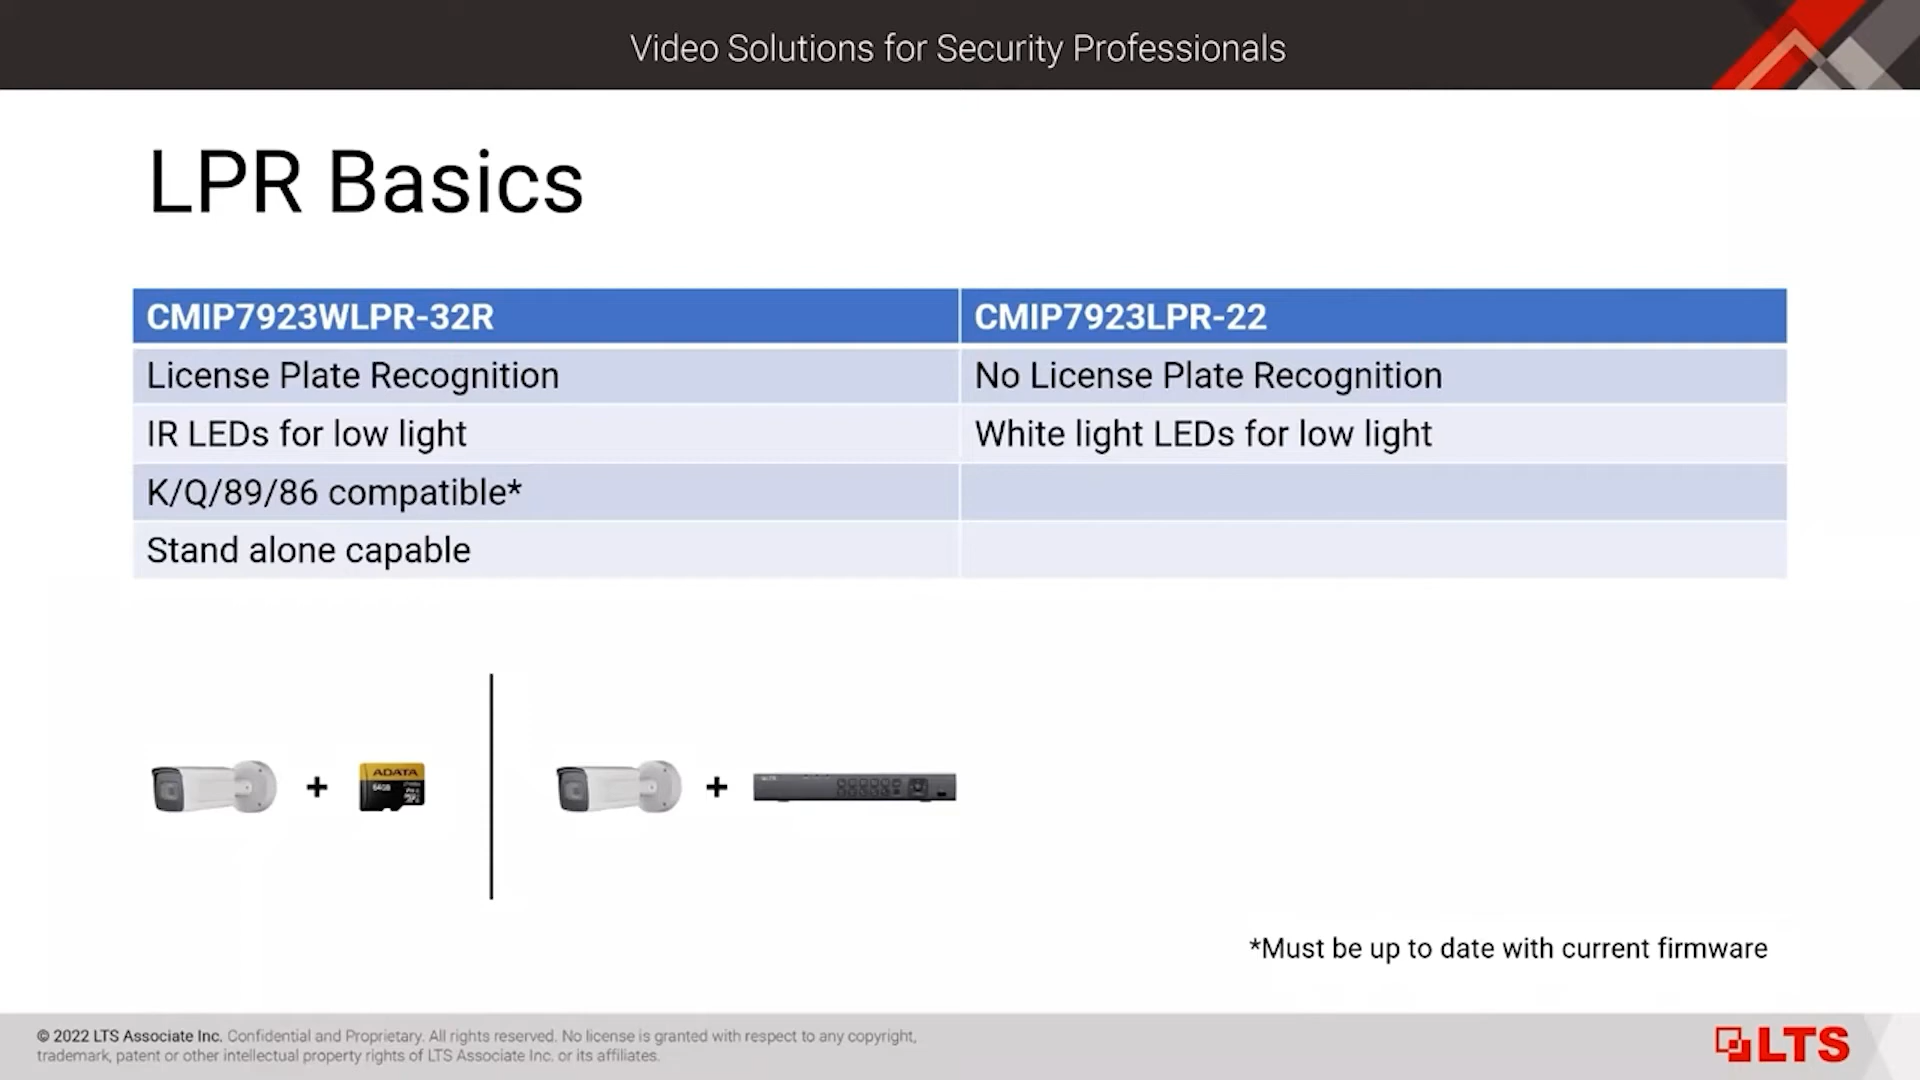 Video Solutions for Security Professionals
LPR Basics
CMIP7923WLPR-32R
CMIP7923LPR-22
License Plate Recognition
No License Plate Recognition
IR LEDs for low light
White light LEDs for low light
K/Q/89/86 compatible*
Stand alone capable
+
ADATA
64GB
+
LTS
*Must be up to date with current firmware
© 2022 LTS Associate Inc. Confidential and Proprietary. All rights reserved. No license is granted with respect to any copyright,
trademark, patent or other intellectual property rights of LTS Associate Inc. or its affiliates.
LTS